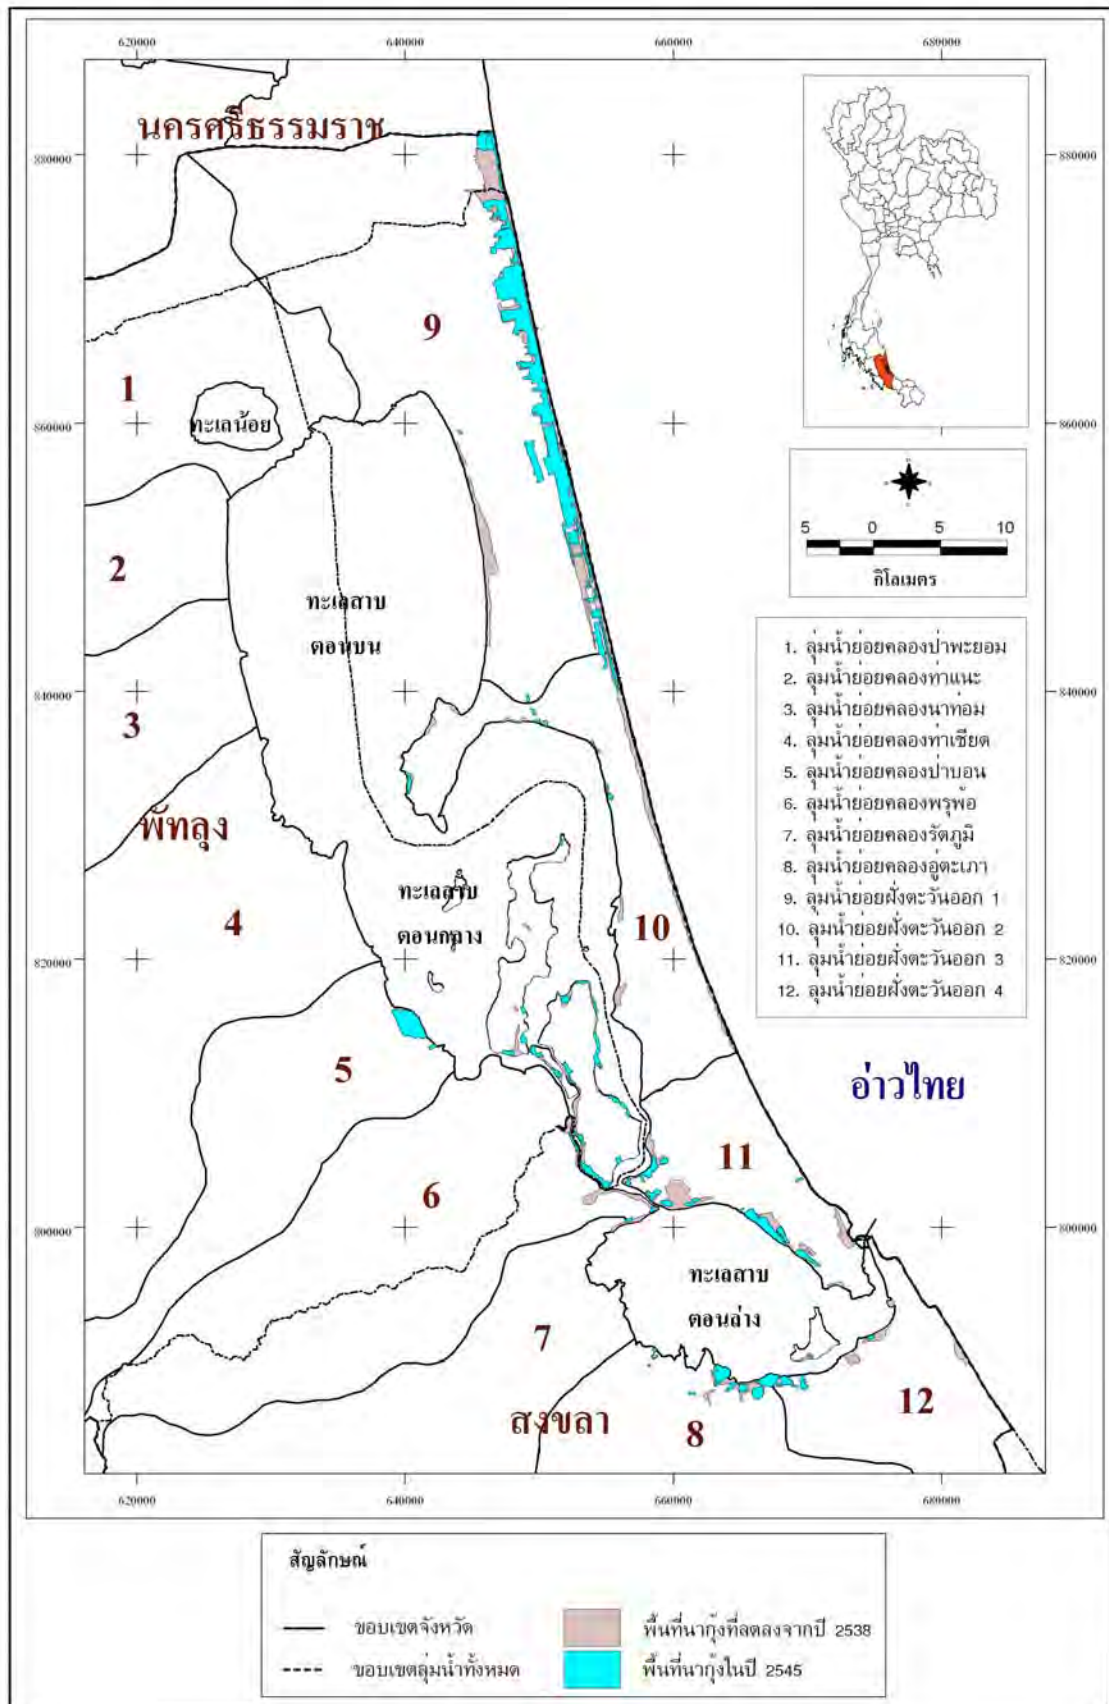 620000 640000 660000 680000
นครศรีธรรมราช
880000 880000
9
1
ทะเลน้อย
860000 860000
5 0 5 10
กิโลเมตร
2
ทะเลสาบ
ตอนบน
1. ลุ่มน้ำย่อยคลองป่าพะยอม
2. ลุ่มน้ำย่อยคลองท่าแนะ
3. ลุ่มน้ำย่อยคลองนาท่อม
4. ลุ่มน้ำย่อยคลองท่าเชียด
5. ลุ่มน้ำย่อยคลองป่าบอน
6. ลุ่มน้ำย่อยคลองพรุพ้อ
7. ลุ่มน้ำย่อยคลองรัตภูมิ
8. ลุ่มน้ำย่อยคลองอู่ตะเภา
9. ลุ่มน้ำย่อยฝั่งตะวันออก 1
10. ลุ่มน้ำย่อยฝั่งตะวันออก 2
11. ลุ่มน้ำย่อยฝั่งตะวันออก 3
12. ลุ่มน้ำย่อยฝั่งตะวันออก 4
840000 840000
3
พัทลุง
ทะเลสาบ
ตอนกลาง
4
10
820000 820000
5
อ่าวไทย
11
6
800000 800000
ทะเลสาบ
ตอนล่าง
7
สงขลา
8
12
620000 640000 660000 680000
สัญลักษณ์
ขอบเขตจังหวัด
พื้นที่นากุ้งที่ลดลงจากปี 2538
ขอบเขตลุ่มน้ำทั้งหมด
พื้นที่นากุ้งในปี 2545